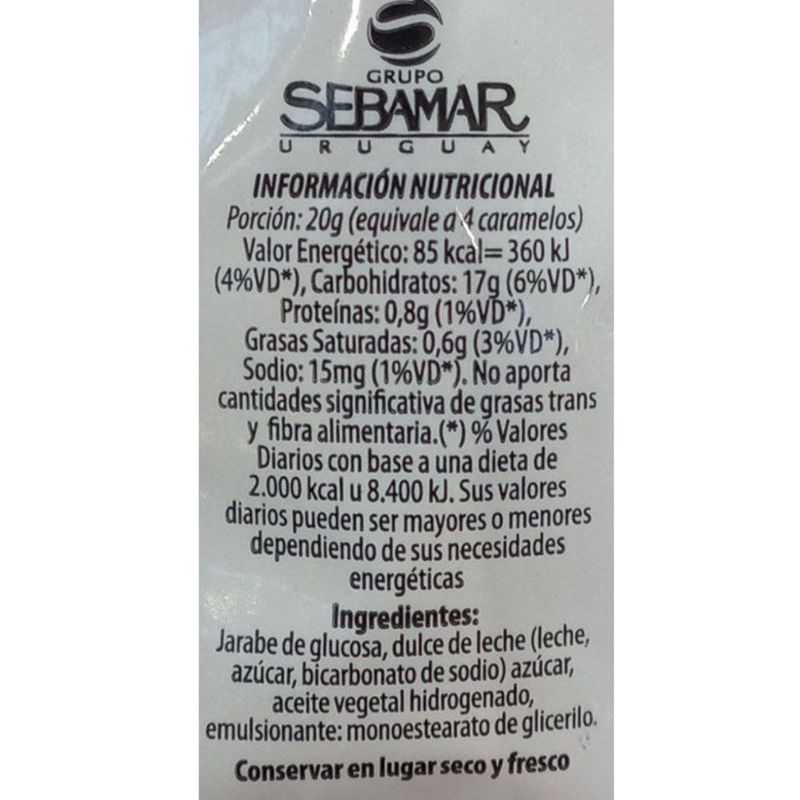 GRUPO
SEBAMAR
URUGUAY
INFORMACIÓN NUTRICIONAL
Porción: 20g (equivale a 4 caramelos)
Valor Energético: 85 kcal= 360 kJ
(4%VD*), Carbohidratos: 17g (6%VD*),
Proteínas: 0,8g (1%VD*),
Grasas Saturadas: 0,6g (3%VD*),
Sodio: 15mg (1%VD*). No aporta
cantidades significativa de grasas trans
y fibra alimentaria.(*) % Valores
Diarios con base a una dieta de
2.000 kcal u 8.400 kJ. Sus valores
diarios pueden ser mayores o menores
dependiendo de sus necesidades
energéticas
Ingredientes:
Jarabe de glucosa, dulce de leche (leche,
azúcar, bicarbonato de sodio) azúcar,
aceite vegetal hidrogenado,
emulsionante: monoestearato de glicerilo.
Conservar en lugar seco y fresco